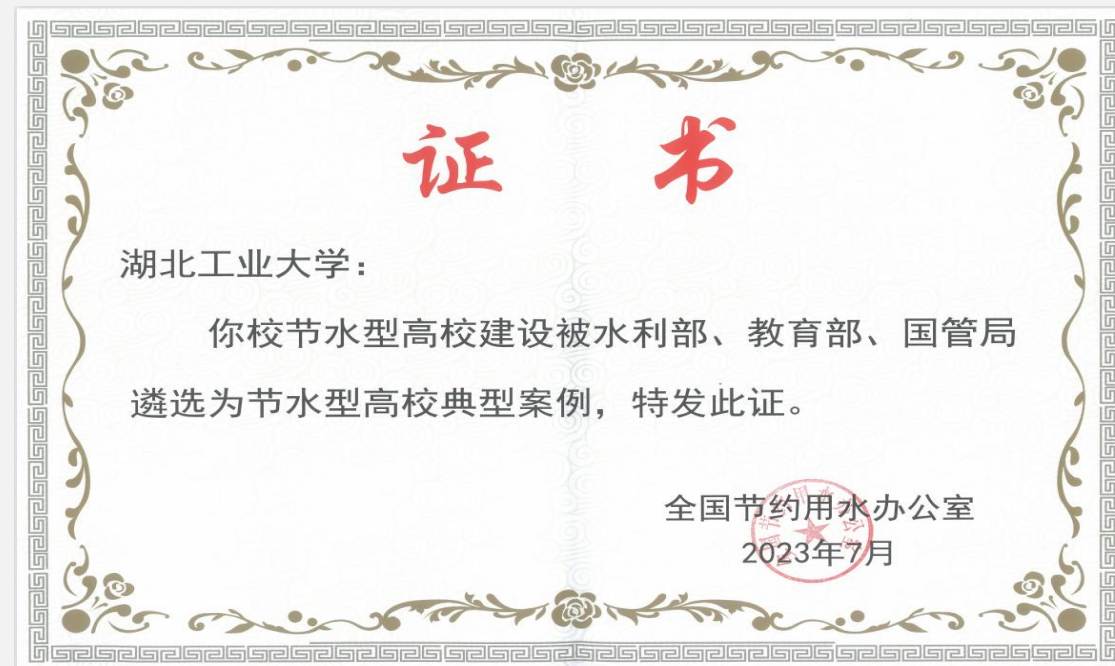 证 书
湖北工业大学：
你校节水型高校建设被水利部、教育部、国管局
遴选为节水型高校典型案例，特发此证。
全国节约用水办公室
2023年7月